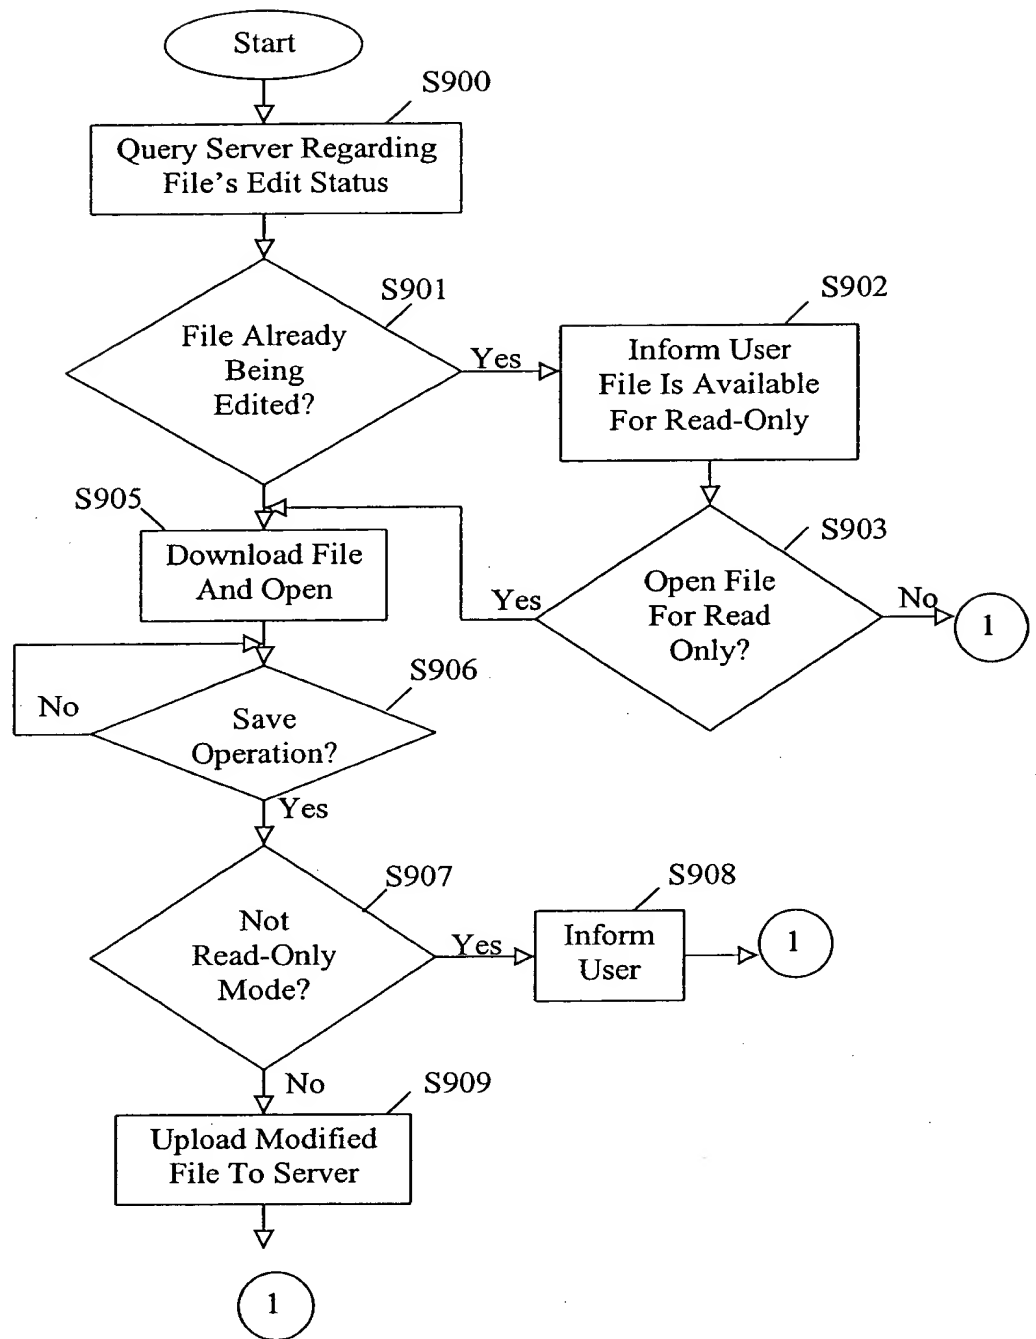 Start
S900
Query Server Regarding
File's Edit Status
S901
File Already
Being
Edited?
Yes
S902
Inform User
File Is Available
For Read-Only
S903
Open File
For Read
Only?
Yes
No
1
S905
Download File
And Open
S906
Save
Operation?
No
Yes
S907
Not
Read-Only
Mode?
Yes
S908
Inform
User
1
No
S909
Upload Modified
File To Server
1